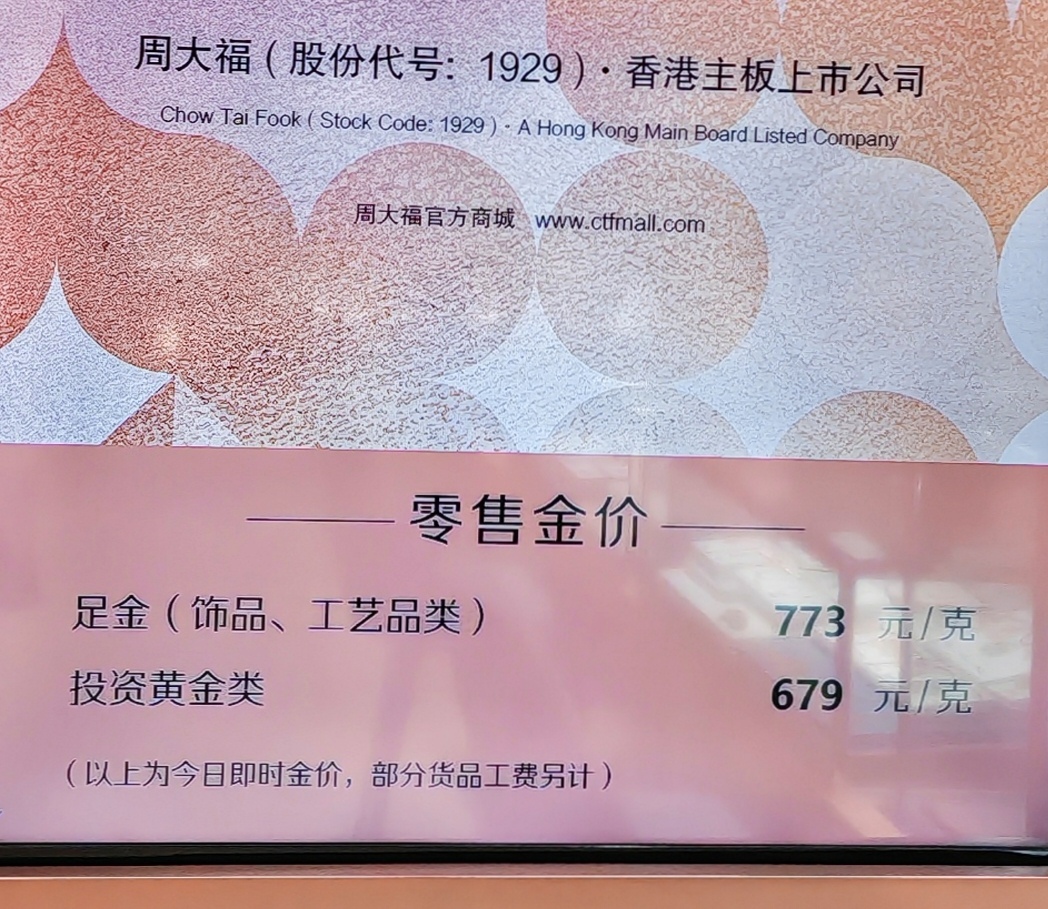 周大福（股份代号：1929）·香港主板上市公司
Chow Tai Fook ( Stock Code: 1929 ) · A Hong Kong Main Board Listed Company
周大福官方商城 www.ctfmall.com
零售金价
足金（饰品、工艺品类） 773 元/克
投资黄金类 679 元/克
（以上为今日即时金价，部分货品工费另计）